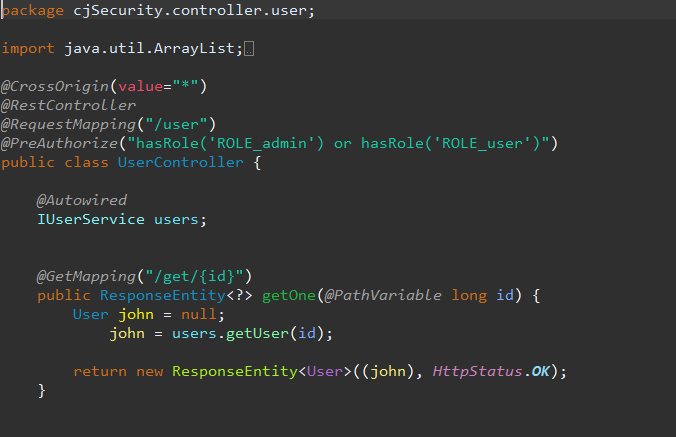 package cjSecurity.controller.user;
import java.util.ArrayList;
@CrossOrigin(value="*")
@RestController
@RequestMapping("/user")
@PreAuthorize("hasRole('ROLE_admin') or hasRole('ROLE_user')")
public class UserController {
@Autowired
IUserService users;
@GetMapping("/get/{id}")
public ResponseEntity<?> getOne(@PathVariable long id) {
User john = null;
john = users.getUser(id);
return new ResponseEntity<User>((john), HttpStatus.OK);
}